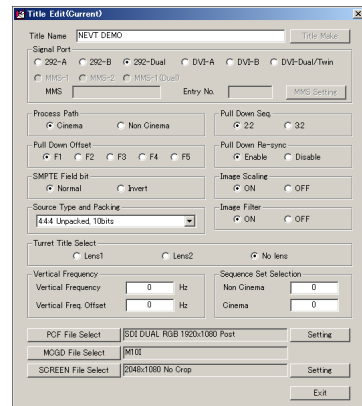 Title Edit(Current)
Title Name NEVT DEMO Title Make
Signal Port
292-A 292-B 292-Dual DVI-A DVI-B DVI-Dual/Twin
MMS-1 MMS-2 MMS-1(Dual)
MMS Entry No. MMS Setting
Process Path
Cinema Non Cinema
Pull Down Seq.
2:2 3:2
Pull Down Offset
F1 F2 F3 F4 F5
Pull Down Re-sync
Enable Disable
SMPTE Field bit
Normal Invert
Image Scaling
ON OFF
Source Type and Packing
4:4:4 Unpacked, 10bits
Image Filter
ON OFF
Turret Title Select
Lens1 Lens2 No lens
Vertical Frequency
Vertical Frequency 0 Hz
Vertical Freq. Offset 0 Hz
Sequence Set Selection
Non Cinema 0
Cinema 0
PCF File Select SDI DUAL RGB 1920x1080 Post Setting
MCGD File Select M10I
SCREEN File Select 2048x1080 No Crop Setting
Exit